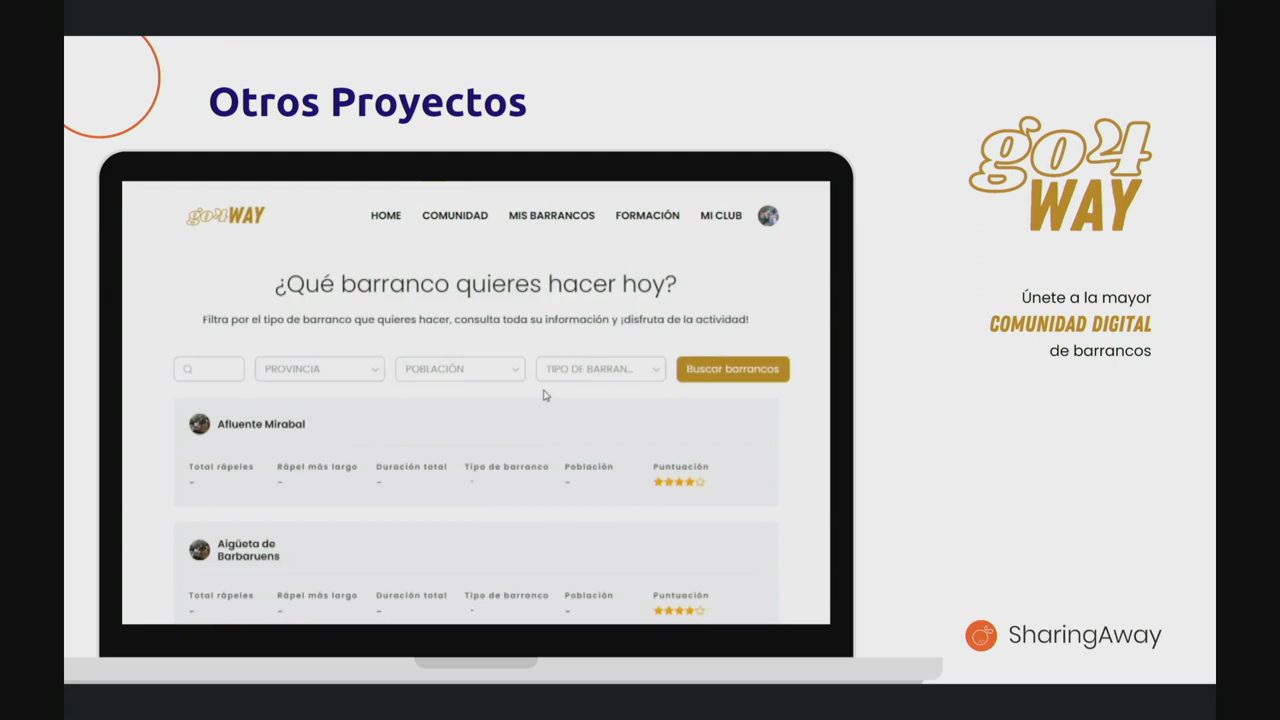 Otros Proyectos
go4
WAY
go4WAY
HOME COMUNIDAD MIS BARRANCOS FORMACIÓN MI CLUB
¿Qué barranco quieres hacer hoy?
Filtra por el tipo de barranco que quieres hacer, consulta toda su información y ¡disfruta de la actividad!
PROVINCIA POBLACIÓN TIPO DE BARRAN... Buscar barrancos
Afluente Mirabal
Total rápeles Rápel más largo Duración total Tipo de barranco Población Puntuación
- - - - -
Aigüeta de
Barbaruens
Total rápeles Rápel más largo Duración total Tipo de barranco Población Puntuación
- - - - -
Únete a la mayor
COMUNIDAD DIGITAL
de barrancos
SharingAway